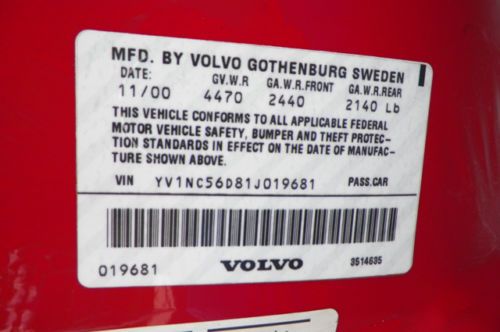 MFD. BY VOLVO GOTHENBURG SWEDEN
DATE: GV.W.R GA.W.R.FRONT GA.W.R.REAR
11/00 4470 2440 2140 Lb
THIS VEHICLE CONFORMS TO ALL APPLICABLE FEDERAL
MOTOR VEHICLE SAFETY, BUMPER AND THEFT PROTEC-
TION STANDARDS IN EFFECT ON THE DATE OF MANUFAC-
TURE SHOWN ABOVE.
VIN YV1NC56D81J019681 PASS.CAR
019681 VOLVO 3514635